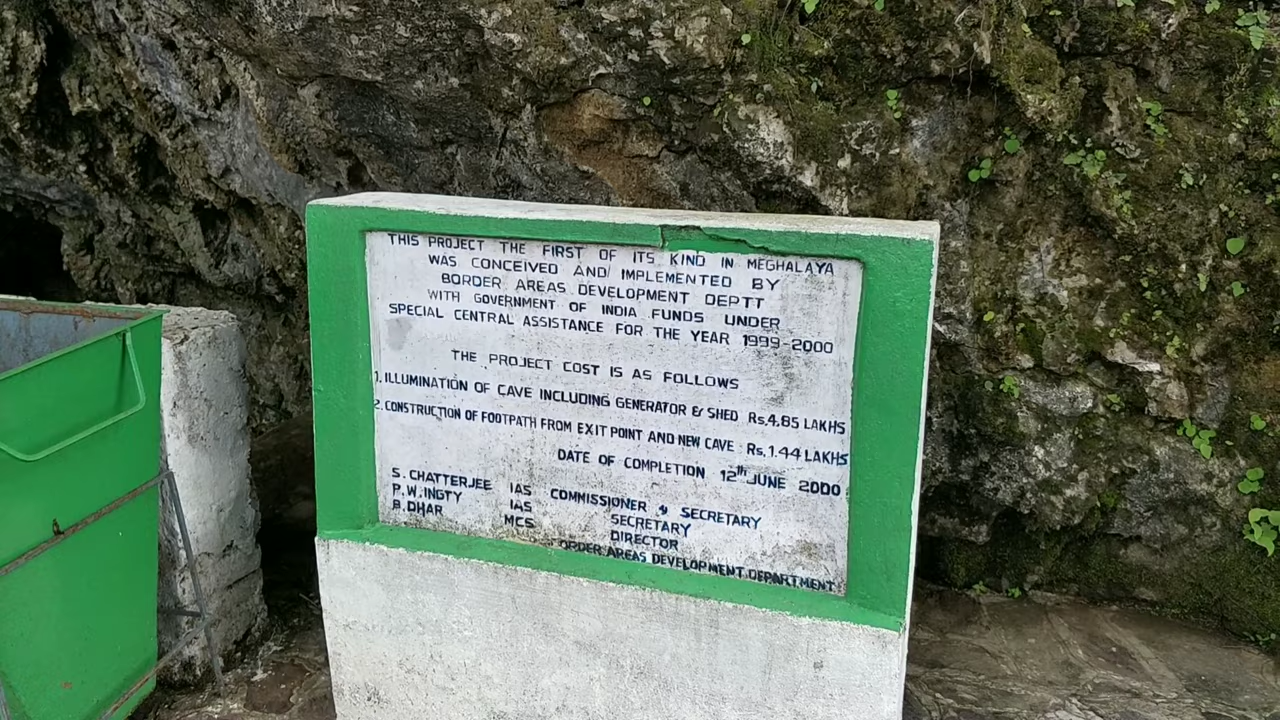 THIS PROJECT THE FIRST OF ITS KIND IN MEGHALAYA
WAS CONCEIVED AND IMPLEMENTED BY
BORDER AREAS DEVELOPMENT DEPTT
WITH GOVERNMENT OF INDIA FUNDS UNDER
SPECIAL CENTRAL ASSISTANCE FOR THE YEAR 1999-2000
THE PROJECT COST IS AS FOLLOWS
1. ILLUMINATION OF CAVE INCLUDING GENERATOR & SHED Rs.4.85 LAKHS
2. CONSTRUCTION OF FOOTPATH FROM EXIT POINT AND NEW CAVE : Rs.1.44 LAKHS
DATE OF COMPLETION 12th JUNE 2000
S. CHATTERJEE IAS COMMISSIONER & SECRETARY
P.W. INGTY IAS SECRETARY
B. DHAR MCS DIRECTOR
ORDER AREAS DEVELOPMENT DEPARTMENT